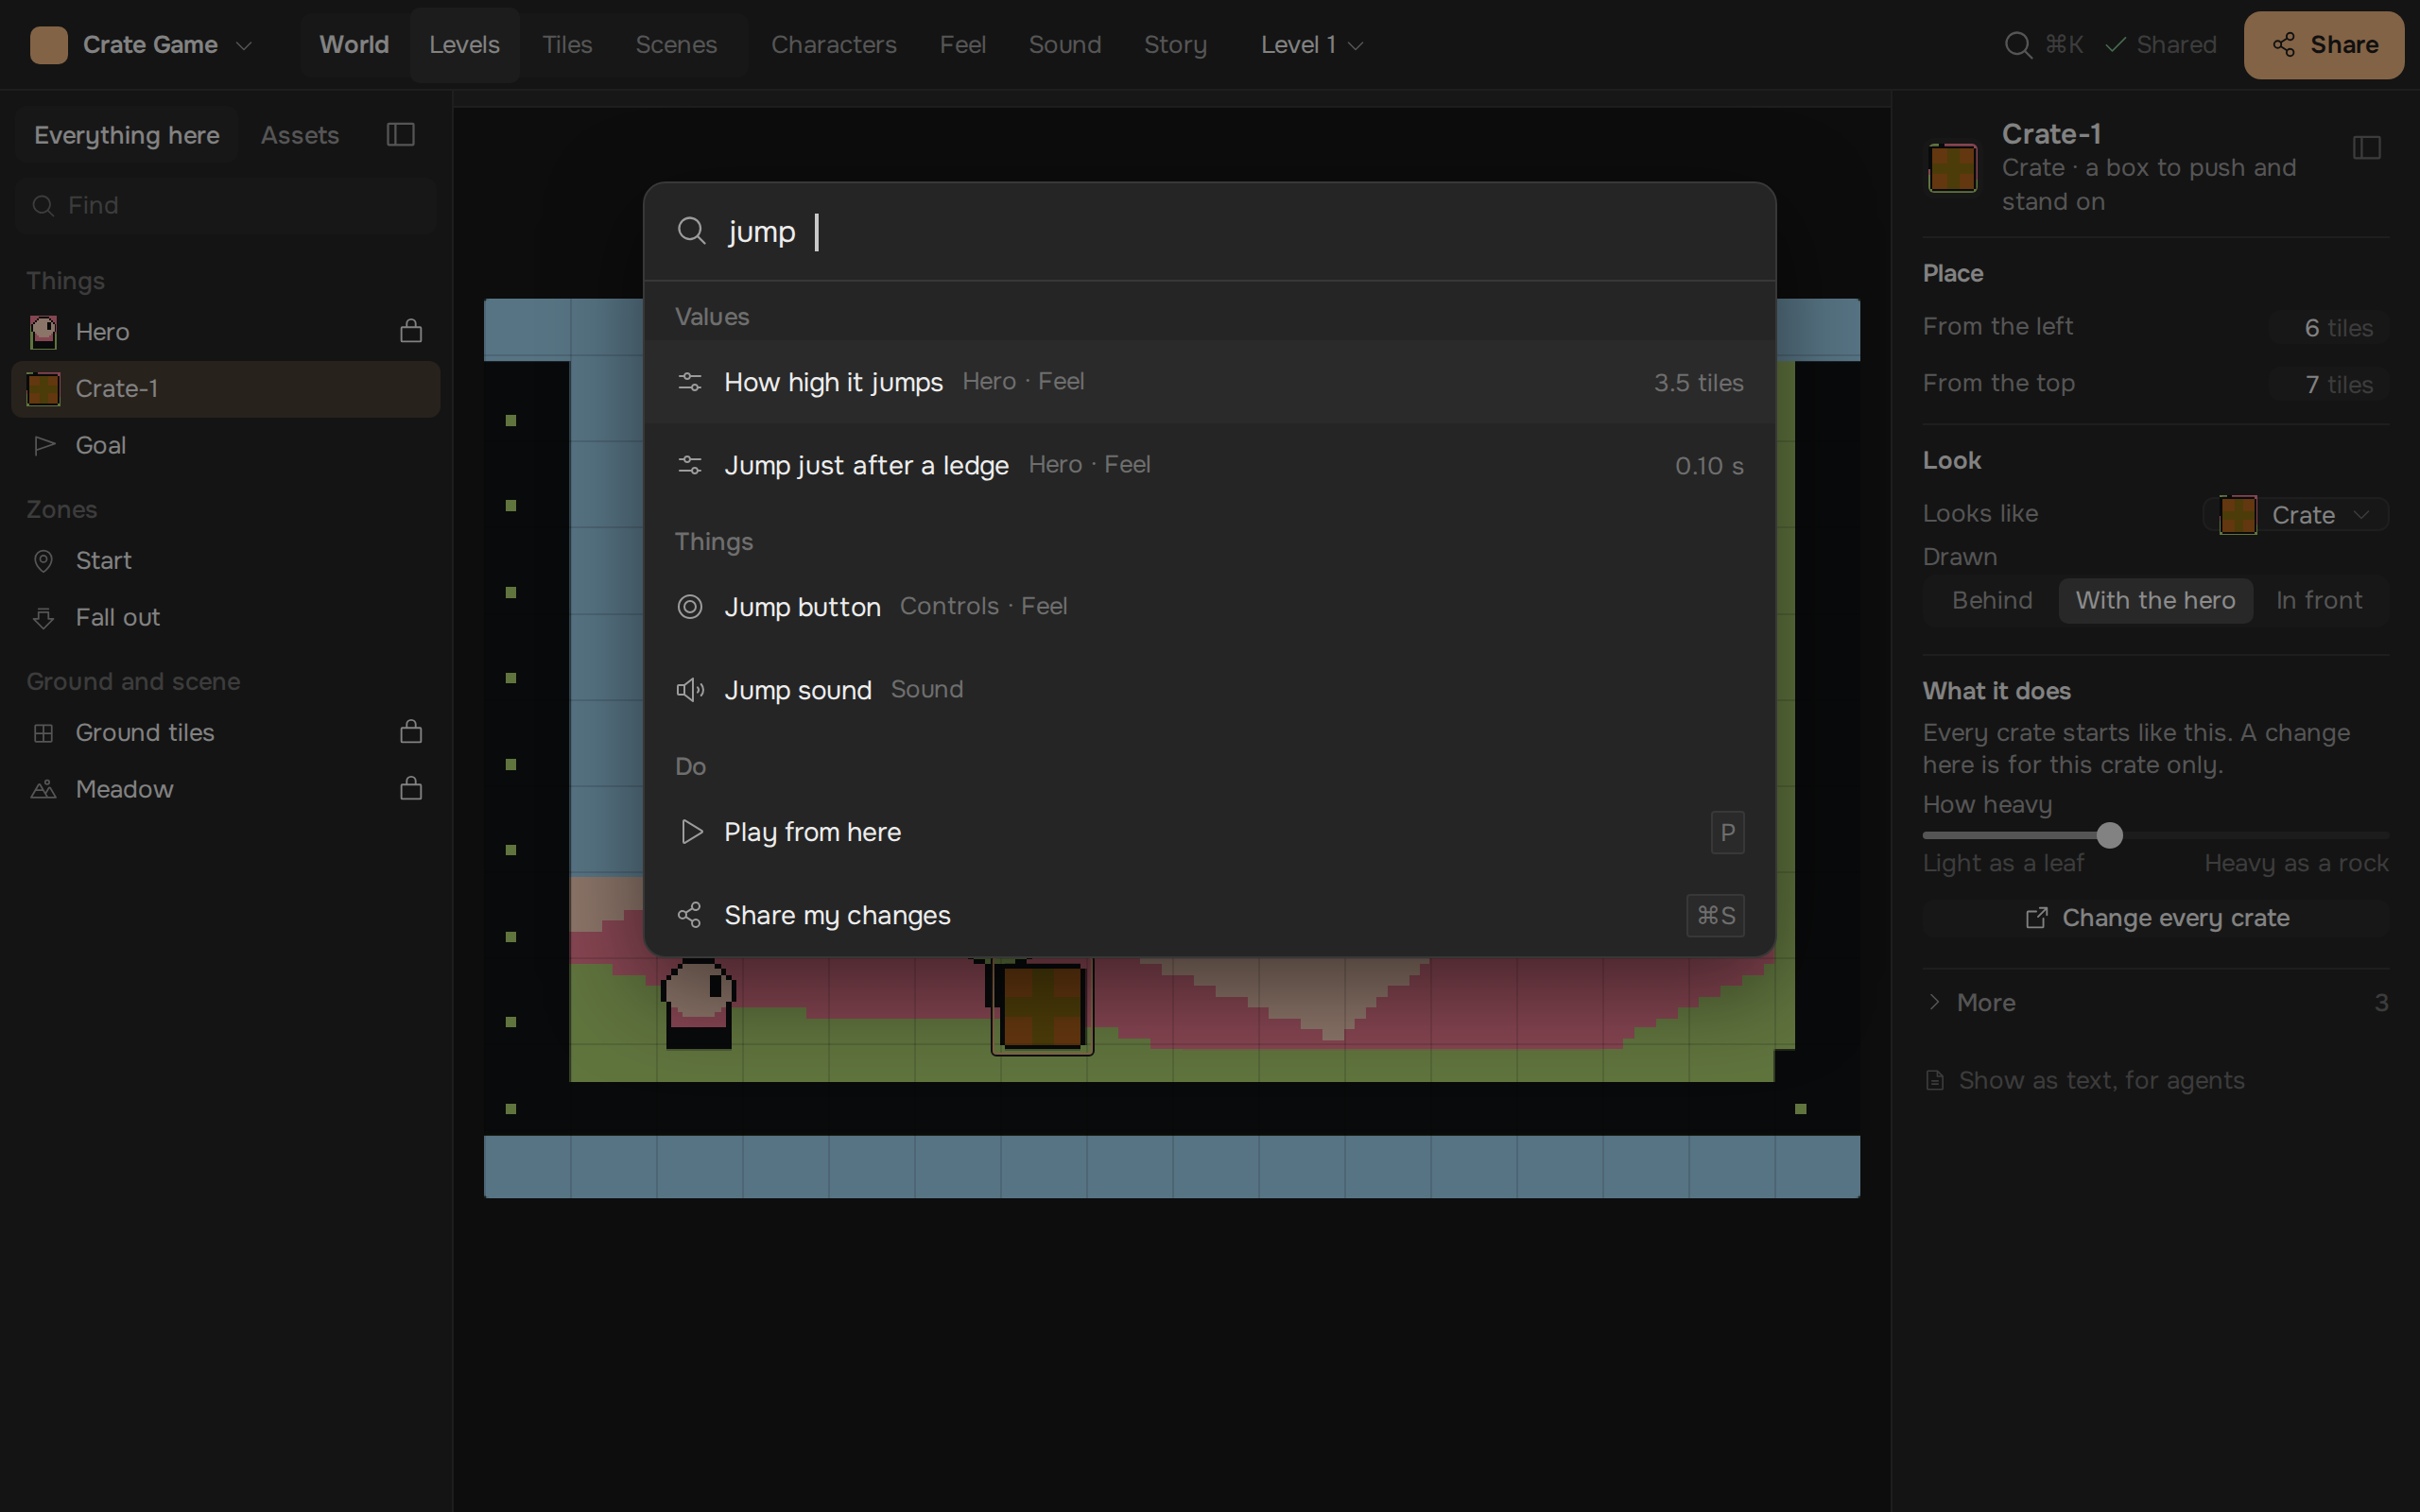 Crate Game
World
Levels
Tiles
Scenes
Characters
Feel
Sound
Story
Level 1
⌘K
Shared
Share
Everything here
Assets
Find
Things
Hero
Crate-1
Goal
Zones
Start
Fall out
Ground and scene
Ground tiles
Meadow
jump
Values
How high it jumps Hero · Feel 3.5 tiles
Jump just after a ledge Hero · Feel 0.10 s
Things
Jump button Controls · Feel
Jump sound Sound
Do
Play from here P
Share my changes ⌘S
Crate-1
Crate · a box to push and
stand on
Place
From the left 6 tiles
From the top 7 tiles
Look
Looks like Crate
Drawn
Behind With the hero In front
What it does
Every crate starts like this. A change
here is for this crate only.
How heavy
Light as a leaf Heavy as a rock
Change every crate
More 3
Show as text, for agents